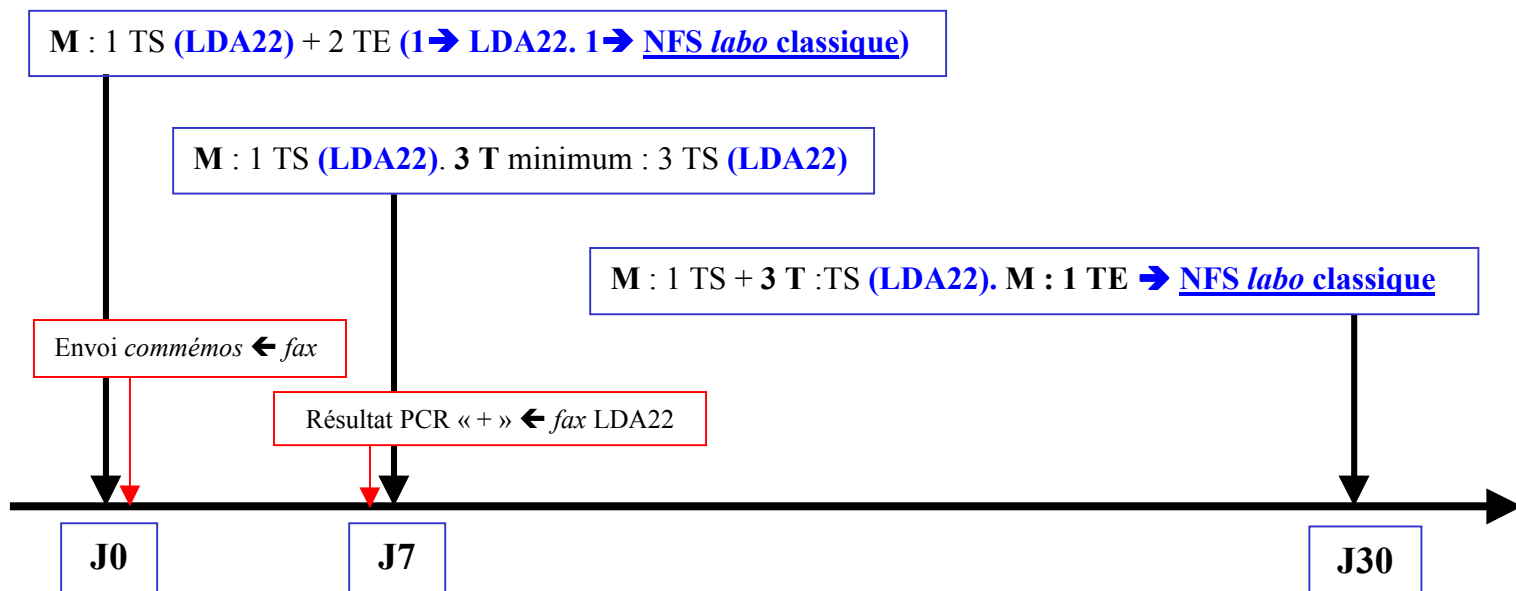 M : 1 TS (LDA22) + 2 TE (1➔ LDA22. 1➔ NFS labo classique)
M : 1 TS (LDA22). 3 T minimum : 3 TS (LDA22)
M : 1 TS + 3 T :TS (LDA22). M : 1 TE ➔ NFS labo classique
Envoi commémos 🡸 fax
Résultat PCR « + » 🡸 fax LDA22
J0
J7
J30